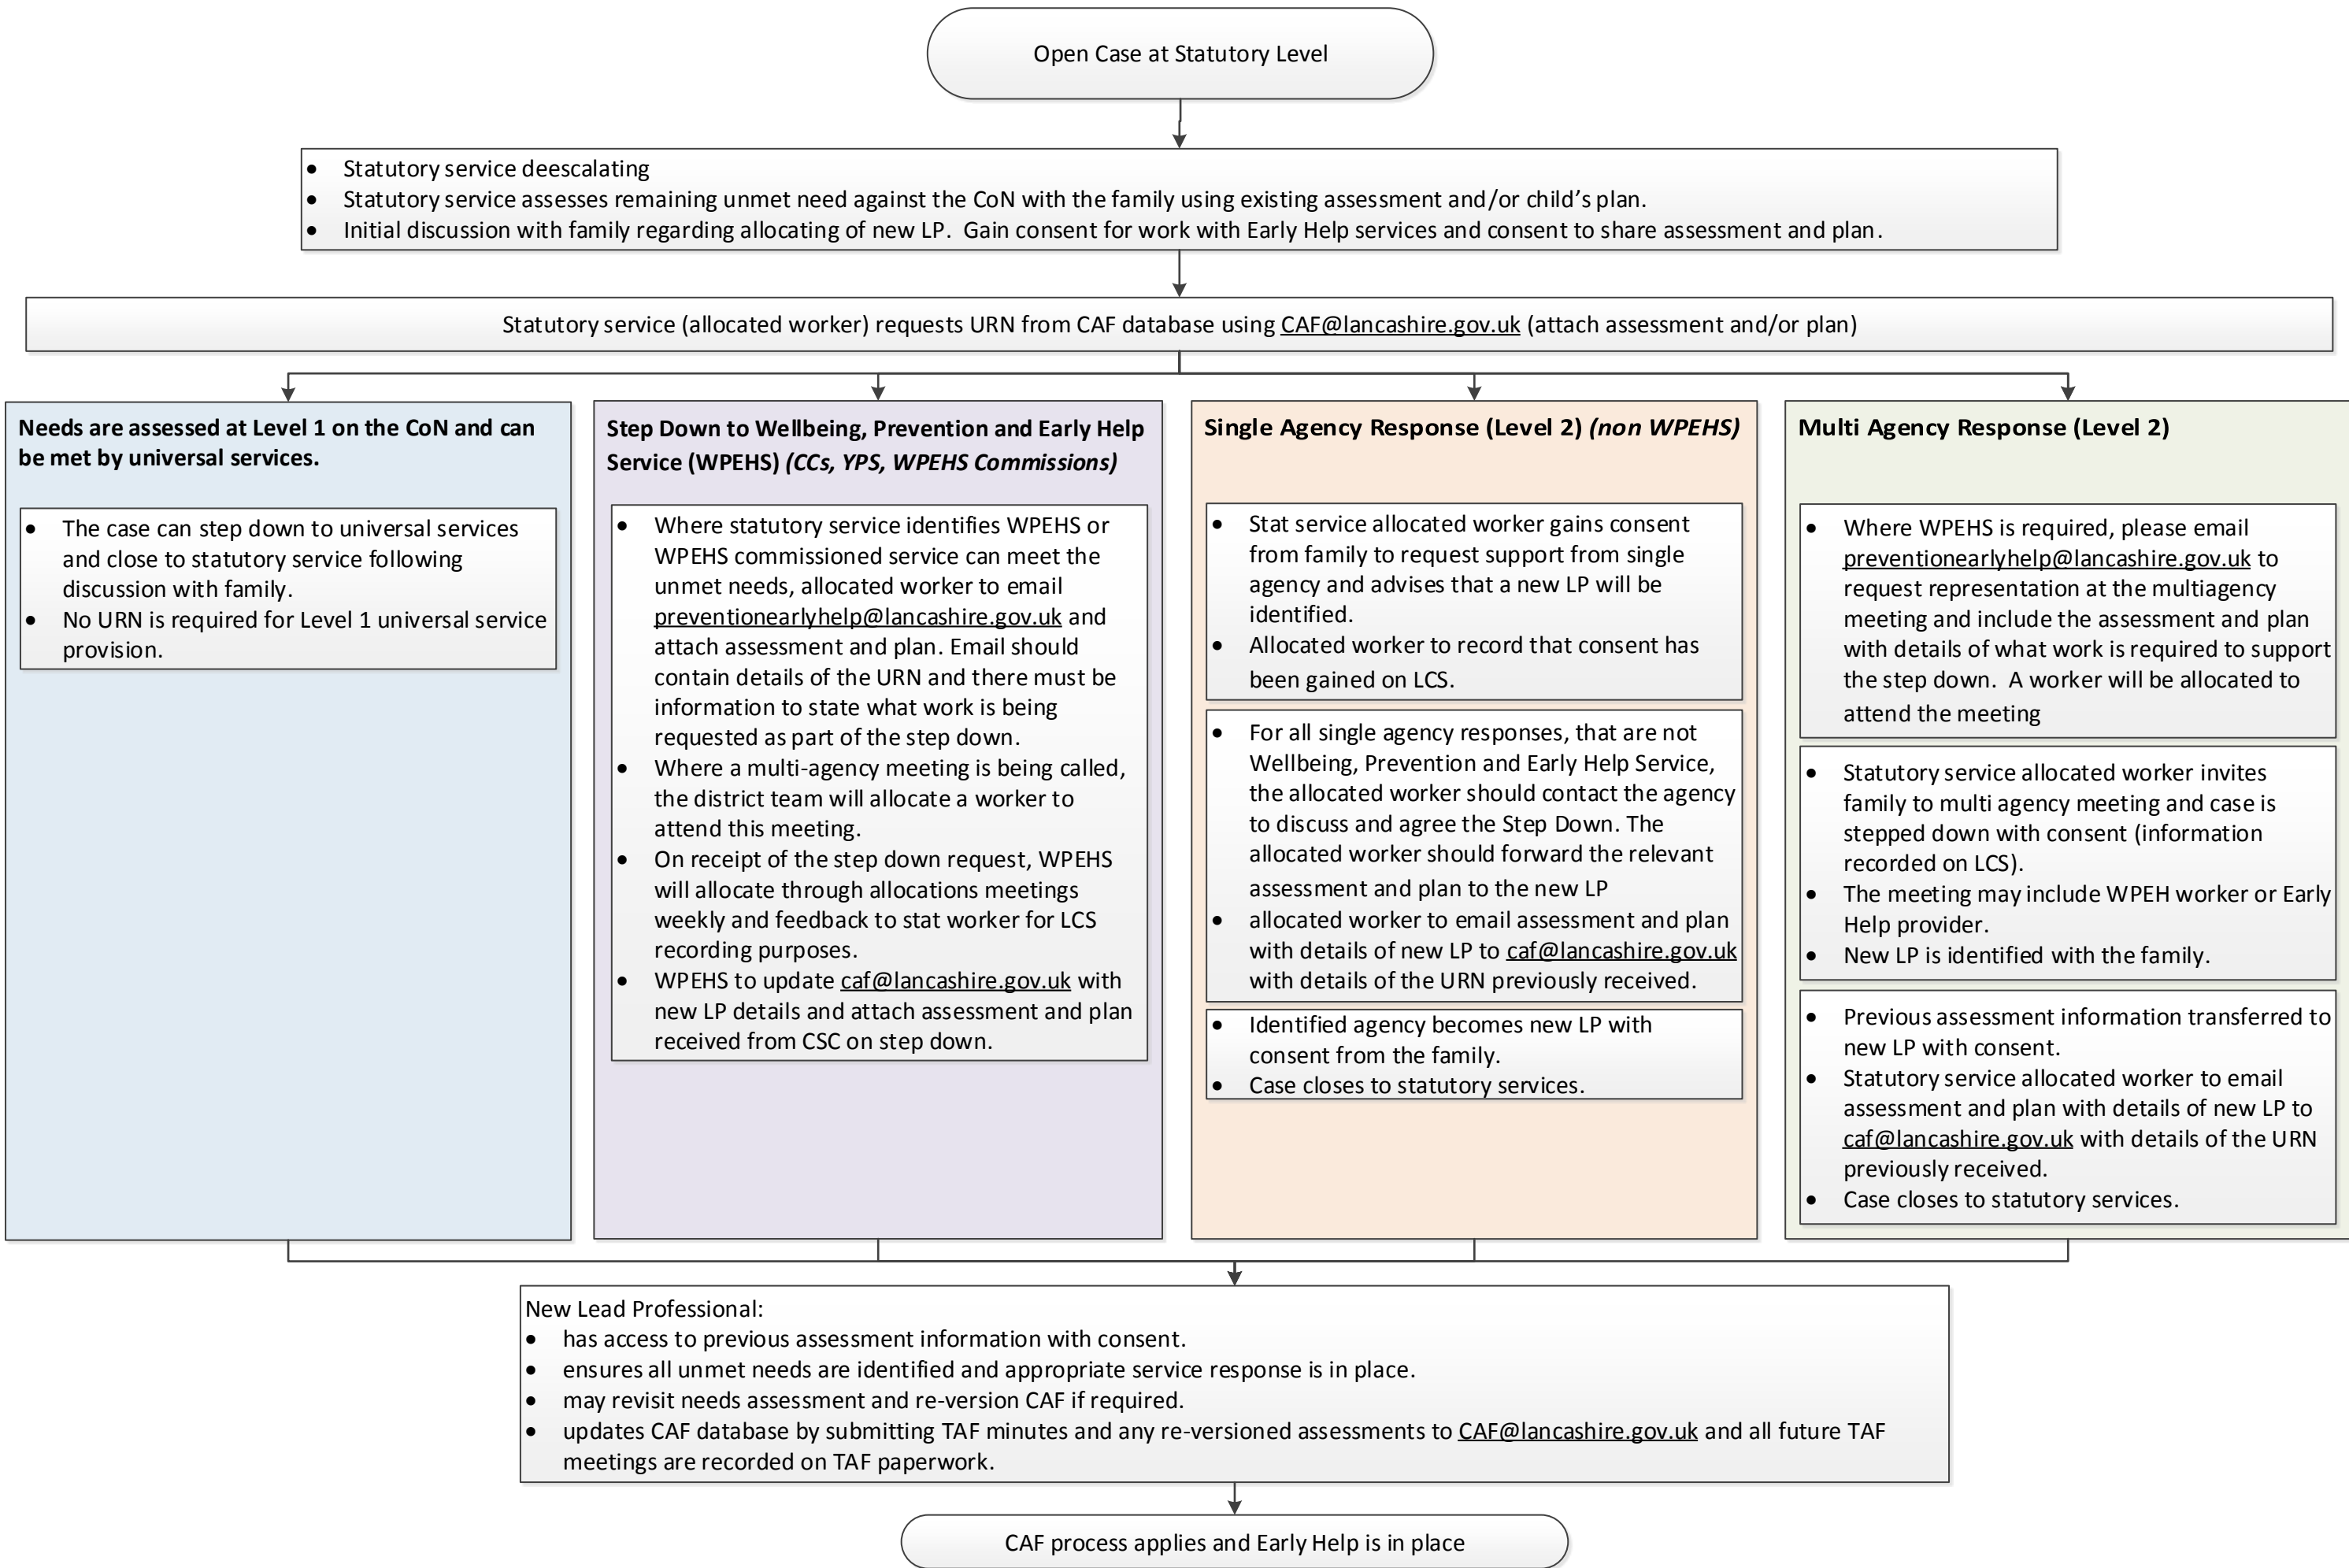 Open Case at Statutory Level
• Statutory service deescalating
• Statutory service assesses remaining unmet need against the CoN with the family using existing assessment and/or child’s plan.
• Initial discussion with family regarding allocating of new LP. Gain consent for work with Early Help services and consent to share assessment and plan.
Statutory service (allocated worker) requests URN from CAF database using CAF@lancashire.gov.uk (attach assessment and/or plan)
Needs are assessed at Level 1 on the CoN and can
be met by universal services.
• The case can step down to universal services
and close to statutory service following
discussion with family.
• No URN is required for Level 1 universal service
provision.
Step Down to Wellbeing, Prevention and Early Help
Service (WPEHS) (CCs, YPS, WPEHS Commissions)
• Where statutory service identifies WPEHS or
WPEHS commissioned service can meet the
unmet needs, allocated worker to email
preventionearlyhelp@lancashire.gov.uk and
attach assessment and plan. Email should
contain details of the URN and there must be
information to state what work is being
requested as part of the step down.
• Where a multi-agency meeting is being called,
the district team will allocate a worker to
attend this meeting.
• On receipt of the step down request, WPEHS
will allocate through allocations meetings
weekly and feedback to stat worker for LCS
recording purposes.
• WPEHS to update caf@lancashire.gov.uk with
new LP details and attach assessment and plan
received from CSC on step down.
Single Agency Response (Level 2) (non WPEHS)
• Stat service allocated worker gains consent
from family to request support from single
agency and advises that a new LP will be
identified.
• Allocated worker to record that consent has
been gained on LCS.
• For all single agency responses, that are not
Wellbeing, Prevention and Early Help Service,
the allocated worker should contact the agency
to discuss and agree the Step Down. The
allocated worker should forward the relevant
assessment and plan to the new LP
• allocated worker to email assessment and plan
with details of new LP to caf@lancashire.gov.uk
with details of the URN previously received.
• Identified agency becomes new LP with
consent from the family.
• Case closes to statutory services.
Multi Agency Response (Level 2)
• Where WPEHS is required, please email
preventionearlyhelp@lancashire.gov.uk to
request representation at the multiagency
meeting and include the assessment and plan
with details of what work is required to support
the step down. A worker will be allocated to
attend the meeting
• Statutory service allocated worker invites
family to multi agency meeting and case is
stepped down with consent (information
recorded on LCS).
• The meeting may include WPEH worker or Early
Help provider.
• New LP is identified with the family.
• Previous assessment information transferred to
new LP with consent.
• Statutory service allocated worker to email
assessment and plan with details of new LP to
caf@lancashire.gov.uk with details of the URN
previously received.
• Case closes to statutory services.
New Lead Professional:
• has access to previous assessment information with consent.
• ensures all unmet needs are identified and appropriate service response is in place.
• may revisit needs assessment and re-version CAF if required.
• updates CAF database by submitting TAF minutes and any re-versioned assessments to CAF@lancashire.gov.uk and all future TAF
meetings are recorded on TAF paperwork.
CAF process applies and Early Help is in place